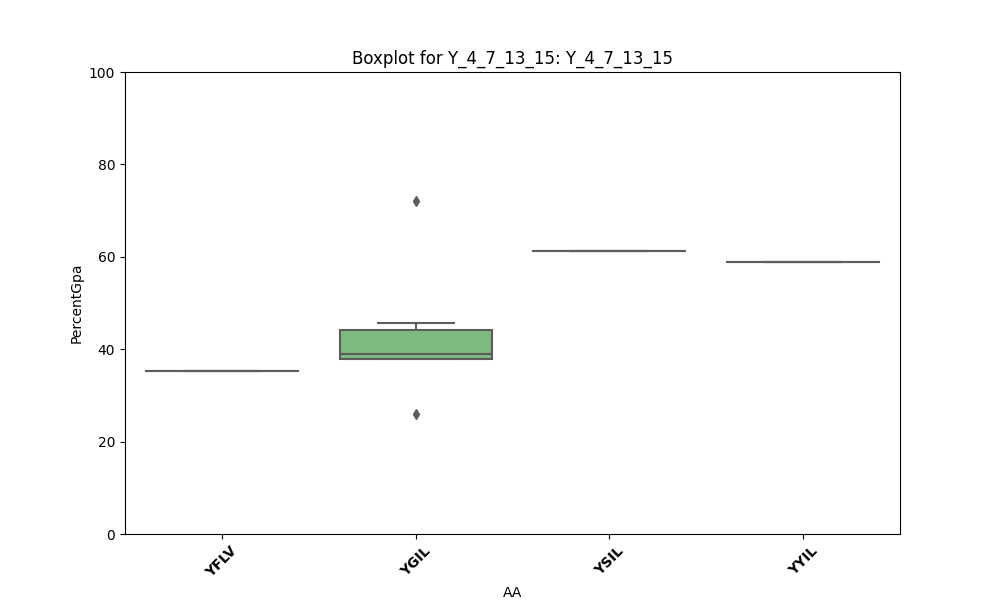 Boxplot for Y_4_7_13_15: Y_4_7_13_15
100
80
60
40
20
0
PercentGpa
YFLV
YGIL
YSIL
YYIL
AA